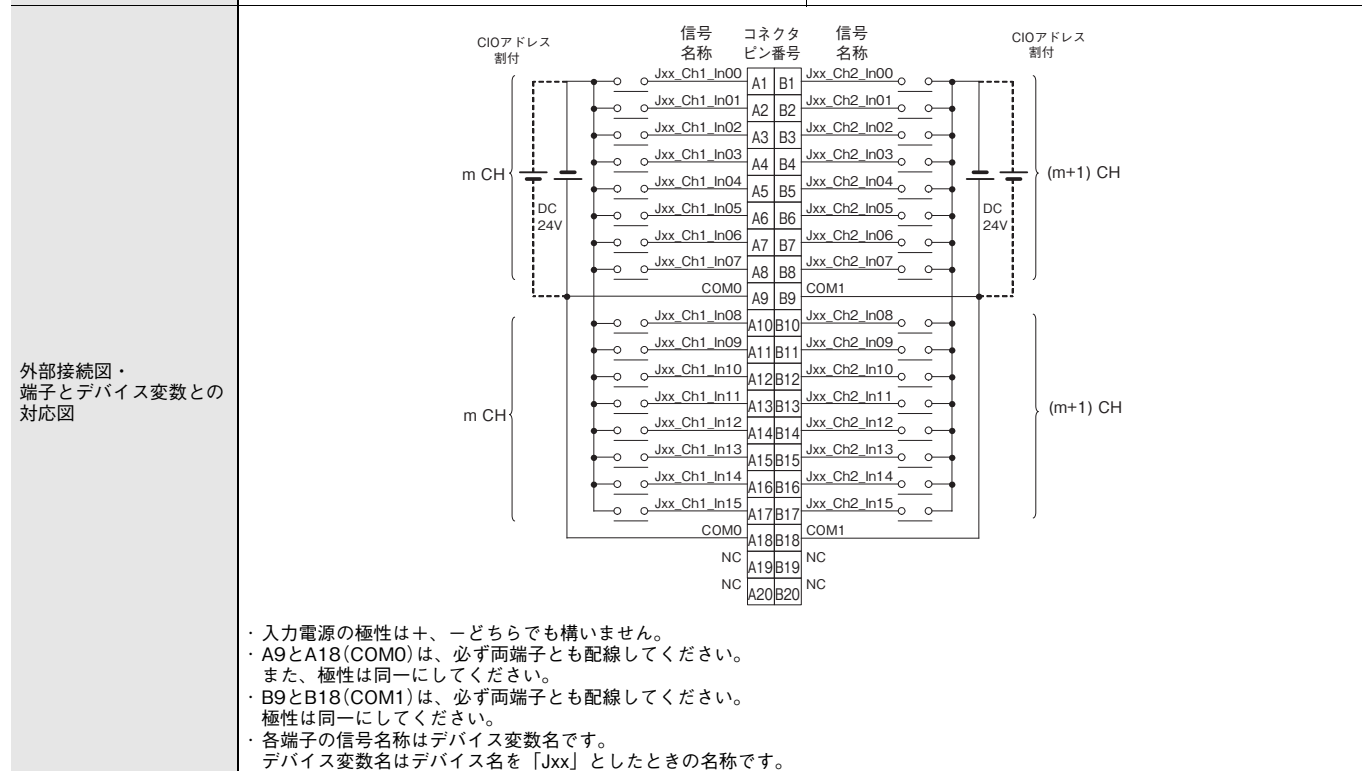 外部接続図・
端子とデバイス変数との
対応図
CIOアドレス
割付
信号
名称
コネクタ
ピン番号
信号
名称
CIOアドレス
割付
Jxx_Ch1_In00 A1 B1 Jxx_Ch2_In00
Jxx_Ch1_In01 A2 B2 Jxx_Ch2_In01
Jxx_Ch1_In02 A3 B3 Jxx_Ch2_In02
Jxx_Ch1_In03 A4 B4 Jxx_Ch2_In03
m CH
(m+1) CH
Jxx_Ch1_In04 A5 B5 Jxx_Ch2_In04
DC
24V
Jxx_Ch1_In05 A6 B6 Jxx_Ch2_In05
DC
24V
Jxx_Ch1_In06 A7 B7 Jxx_Ch2_In06
Jxx_Ch1_In07 A8 B8 Jxx_Ch2_In07
COM0 A9 B9 COM1
Jxx_Ch1_In08 A10 B10 Jxx_Ch2_In08
Jxx_Ch1_In09 A11 B11 Jxx_Ch2_In09
Jxx_Ch1_In10 A12 B12 Jxx_Ch2_In10
Jxx_Ch1_In11 A13 B13 Jxx_Ch2_In11
m CH
(m+1) CH
Jxx_Ch1_In12 A14 B14 Jxx_Ch2_In12
Jxx_Ch1_In13 A15 B15 Jxx_Ch2_In13
Jxx_Ch1_In14 A16 B16 Jxx_Ch2_In14
Jxx_Ch1_In15 A17 B17 Jxx_Ch2_In15
COM0 A18 B18 COM1
NC A19 B19 NC
NC A20 B20 NC
・入力電源の極性は＋、－どちらでも構いません。
・A9とA18（COM0）は、必ず両端子とも配線してください。
また、極性は同一にしてください。
・B9とB18（COM1）は、必ず両端子とも配線してください。
極性は同一にしてください。
・各端子の信号名称はデバイス変数名です。
デバイス変数名はデバイス名を「Jxx」としたときの名称です。